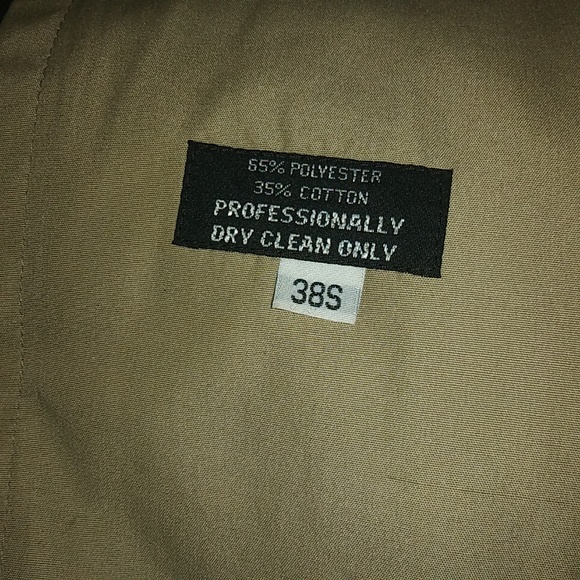 65% POLYESTER
35% COTTON
PROFESSIONALLY
DRY CLEAN ONLY
38S